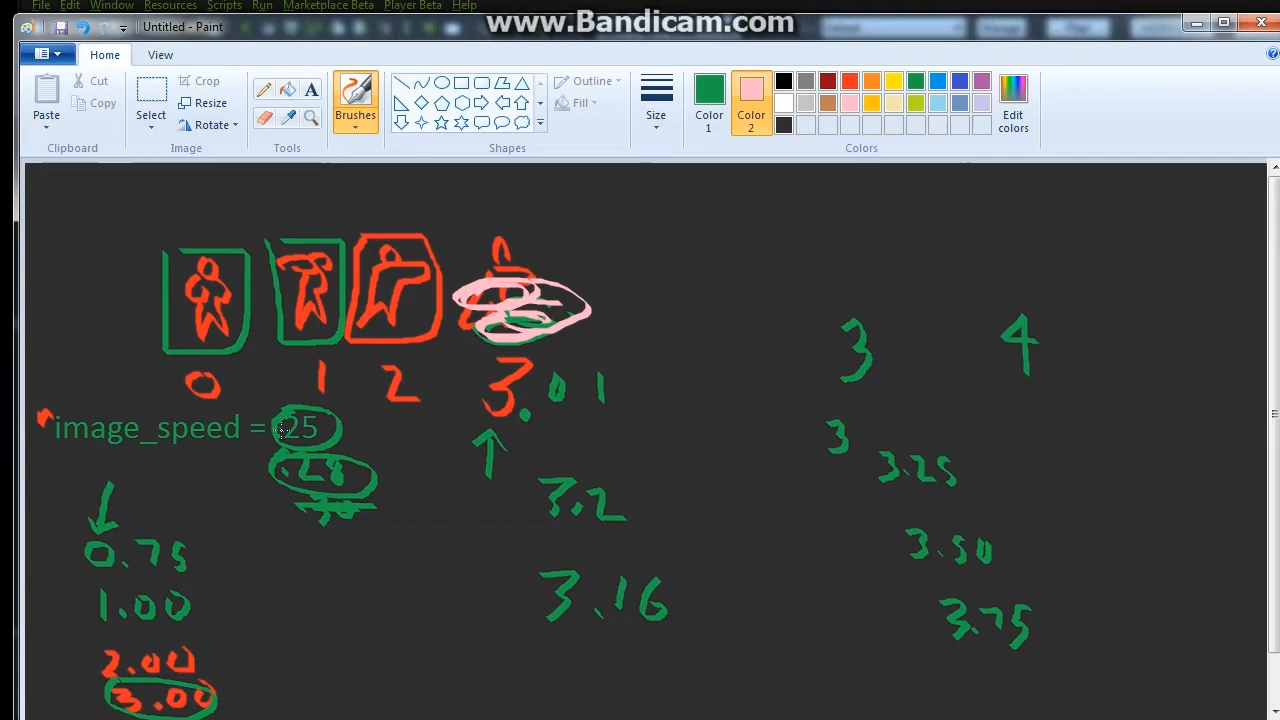 File Edit Window Resources Scripts Run Marketplace Beta Player Beta Help
www.Bandicam.com
Untitled - Paint
Home View
Paste
Cut
Copy
Select
Crop
Resize
Rotate
A
Brushes
Outline
Fill
Size
Color 1
Color 2
Edit colors
Clipboard Image Tools Shapes Colors
0 1 2 3.01
3 4
image_speed = .25
.28
3 3.25
3.2
0.75
3.50
1.00
3.16
3.75
2.00
3.00